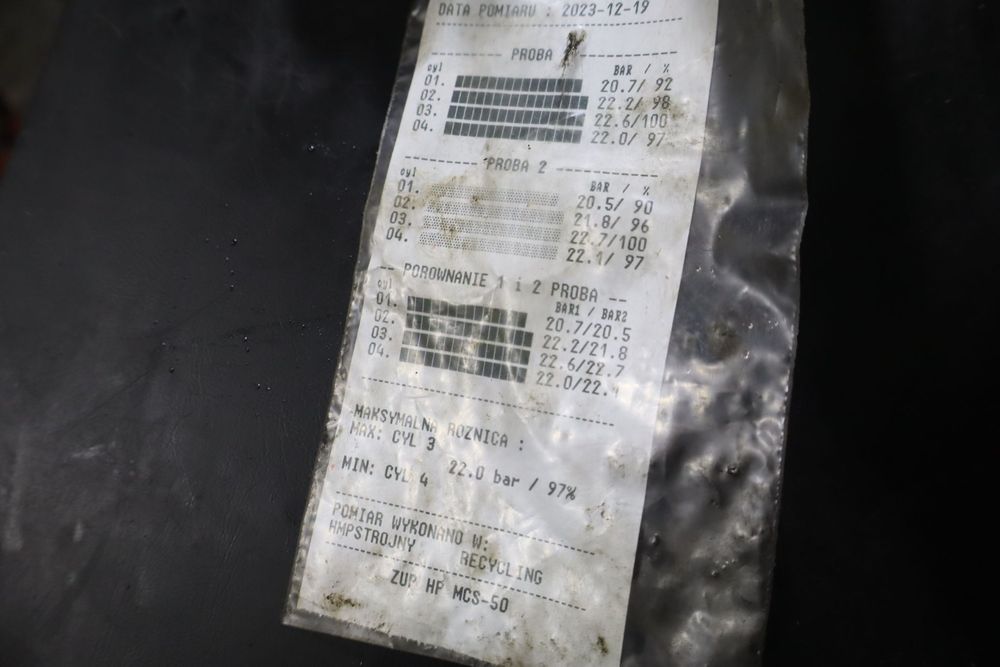 DATA POMIARU : 2023-12-19
PROBA
cyl BAR / %
01. 20.7/ 92
02. 22.2/ 98
03. 22.6/100
04. 22.0/ 97
PROBA 2
cyl BAR / %
01. 20.5/ 90
02. 21.8/ 96
03. 22.7/100
04. 22.1/ 97
POROWNANIE 1 i 2 PROBA
cyl BAR1 / BAR2
01. 20.7/20.5
02. 22.2/21.8
03. 22.6/22.7
04. 22.0/22.
MAKSYMALNA ROZNICA :
MAX: CYL 3
MIN: CYL 4 22.0 bar / 97%
POMIAR WYKONANO W:
HMPSTROJNY RECYCLING
ZUP HP MCS-50